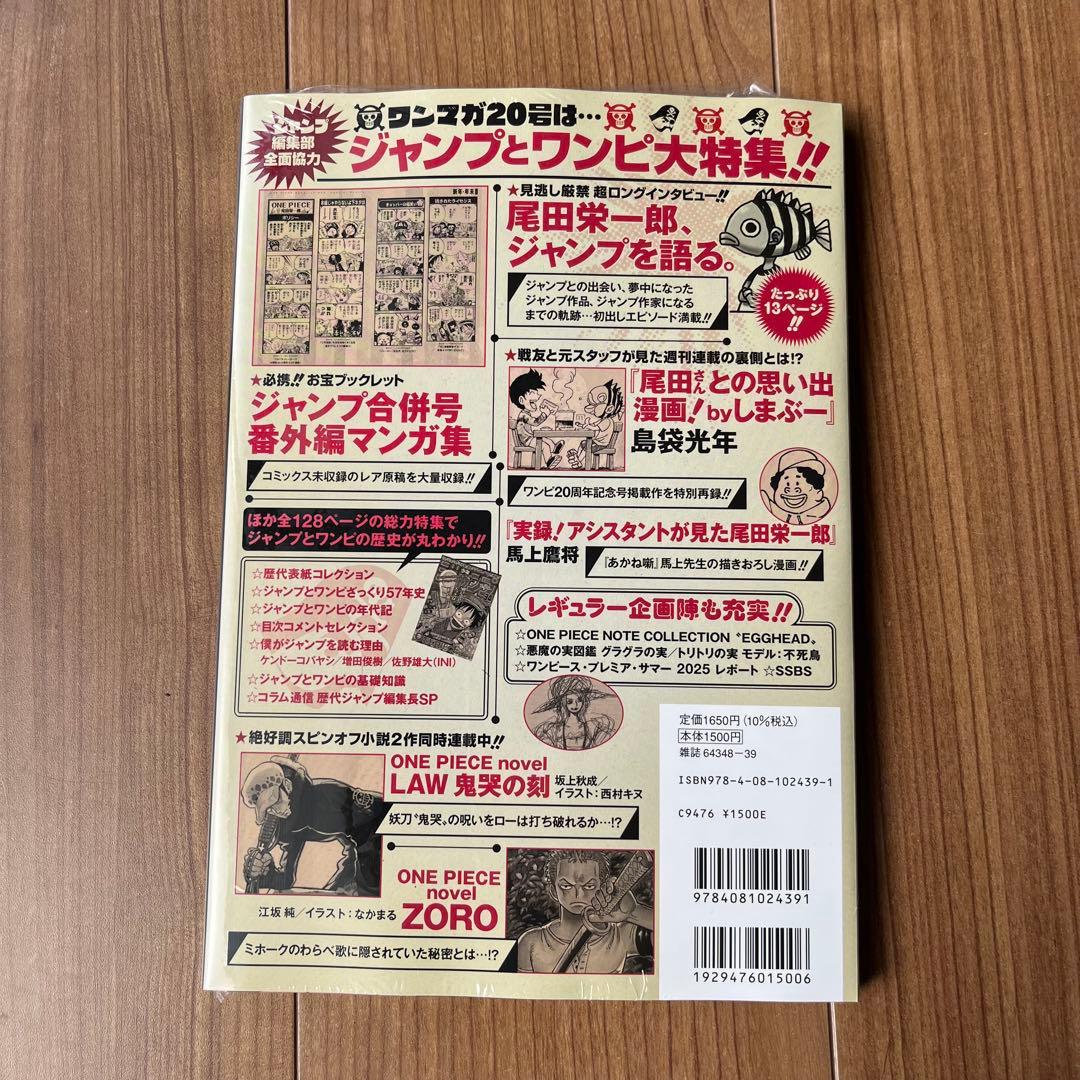 ジャンプ
編集部
全面協力
ワンマガ20号は…
ジャンプとワンピ大特集!!
新年・年末
ONE PIECE
尾田栄一郎
★必携!! お宝ブックレット
ジャンプ合併号
番外編マンガ集
コミックス未収録のレア原稿を大量収録!!
★見逃し厳禁 超ロングインタビュー!!
尾田栄一郎、
ジャンプを語る。
ジャンプとの出会い、夢中になった
ジャンプ作品、ジャンプ作家になる
までの軌跡…初出しエピソード満載!!
たっぷり
13ページ
!!
★戦友と元スタッフが見た週刊連載の裏側とは!?
『尾田さんとの思い出
漫画! byしまぶー』
島袋光年
ワンピ20周年記念号掲載作を特別再録!!
『実録!アシスタントが見た尾田栄一郎』
馬上鷹将
『あかね噺』馬上先生の描きおろし漫画!!
ほか全128ページの総力特集で
ジャンプとワンピの歴史が丸わかり!!
☆歴代表紙コレクション
☆ジャンプとワンピざっくり57年史
☆ジャンプとワンピの年代記
☆目次コメントセレクション
☆僕がジャンプを読む理由
ケンドーコバヤシ/増田俊樹/佐野雄大(INI)
☆ジャンプとワンピの基礎知識
☆コラム通信 歴代ジャンプ編集長SP
レギュラー企画陣も充実!!
☆ONE PIECE NOTE COLLECTION〝EGGHEAD〟
☆悪魔の実図鑑 グラグラの実/トリトリの実 モデル:不死鳥
☆ワンピース・プレミア・サマー 2025 レポート ☆SSBS
★絶好調スピンオフ小説2作同時連載中!!
ONE PIECE novel
LAW 鬼哭の刻
坂上秋成/
イラスト:西村キヌ
妖刀〝鬼哭〟の呪いをローは打ち破れるか…!?
ONE PIECE
novel
ZORO
江坂 純/イラスト:なかまる
ミホークのわらべ歌に隠されていた秘密とは…!?
定価1650円(10%税込)
本体1500円
雑誌 64348-39
ISBN978-4-08-102439-1
C9476 ¥1500E
9784081024391
1929476015006